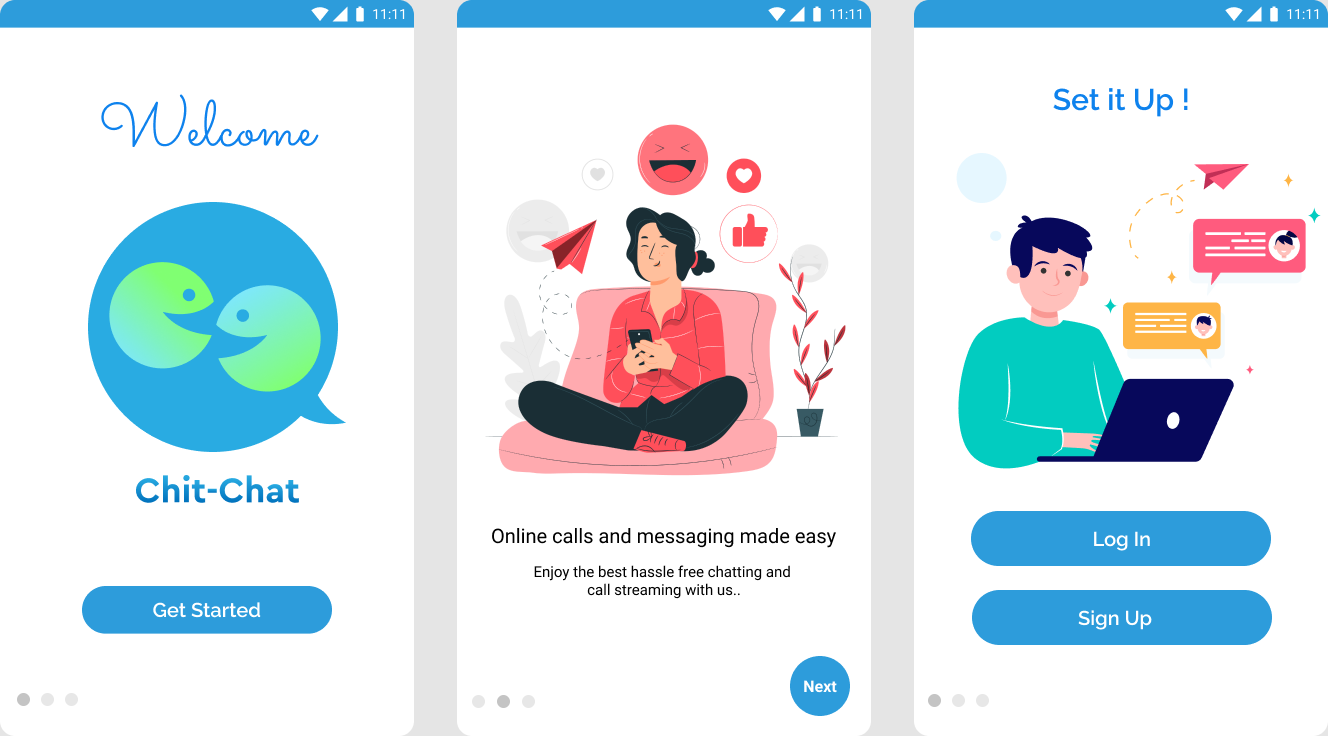 11:11
Welcome
Chit-Chat
Get Started
11:11
Online calls and messaging made easy
Enjoy the best hassle free chatting and
call streaming with us..
Next
11:11
Set it Up !
Log In
Sign Up